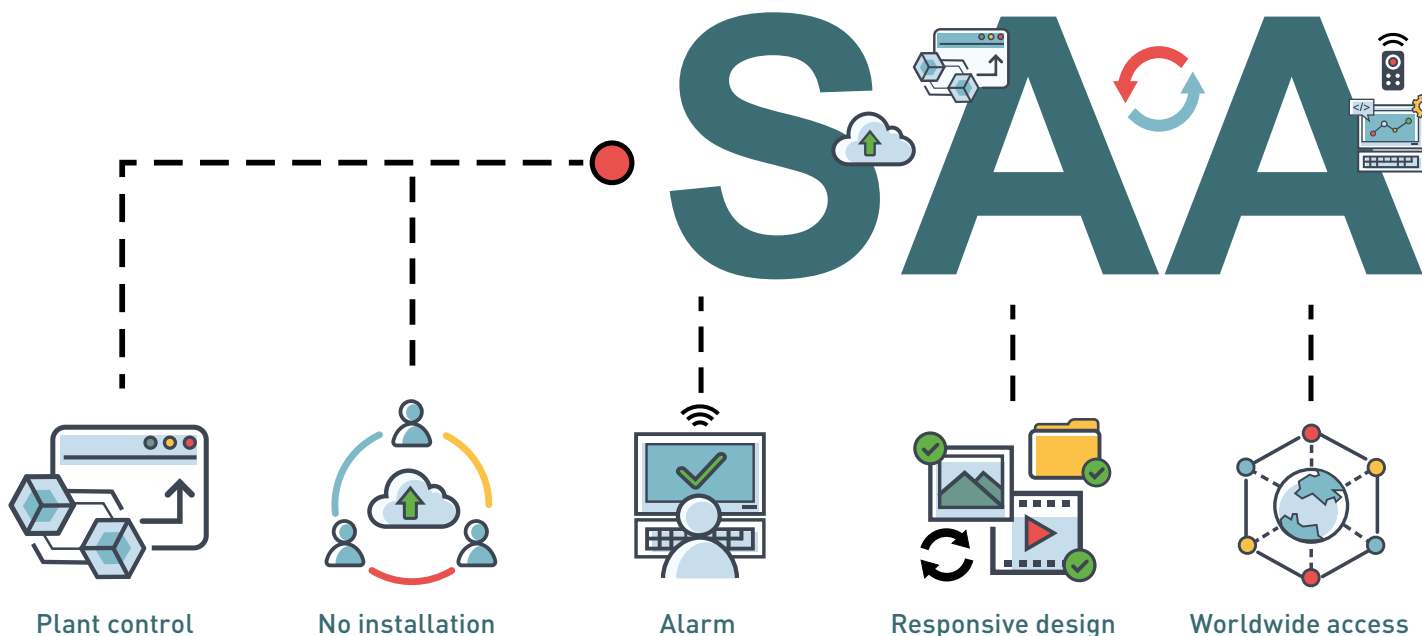 SAA
</>
Plant control
No installation
Alarm
Responsive design
Worldwide access